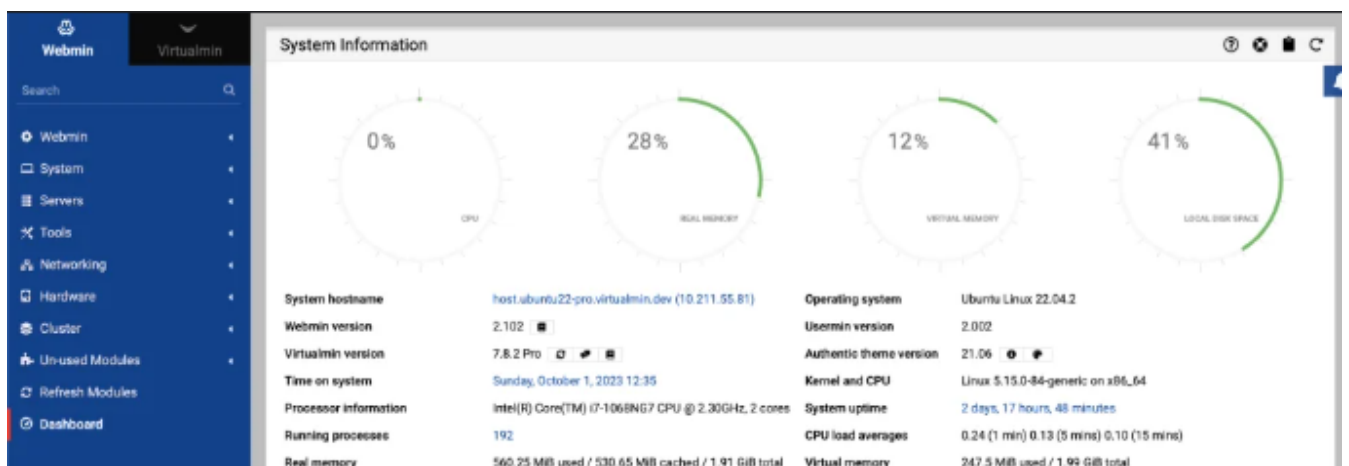 Webmin
Virtualmin
Search
Webmin
System
Servers
Tools
Networking
Hardware
Cluster
Un-used Modules
Refresh Modules
Dashboard
System Information
0%
CPU
28%
REAL MEMORY
12%
VIRTUAL MEMORY
41%
LOCAL DISK SPACE
System hostname host.ubuntu22-pro.virtualmin.dev (10.211.55.81) Operating system Ubuntu Linux 22.04.2
Webmin version 2.102 Usermin version 2.002
Virtualmin version 7.8.2 Pro Authentic theme version 21.06
Time on system Sunday, October 1, 2023 12:35 Kernel and CPU Linux 5.15.0-84-generic on x86_64
Processor information Intel(R) Core(TM) i7-1068NG7 CPU @ 2.30GHz, 2 cores System uptime 2 days, 17 hours, 48 minutes
Running processes 192 CPU load averages 0.24 (1 min) 0.13 (5 mins) 0.10 (15 mins)
Real memory 560.25 MiB used / 530.65 MiB cached / 1.91 GiB total Virtual memory 247.5 MiB used / 1.99 GiB total